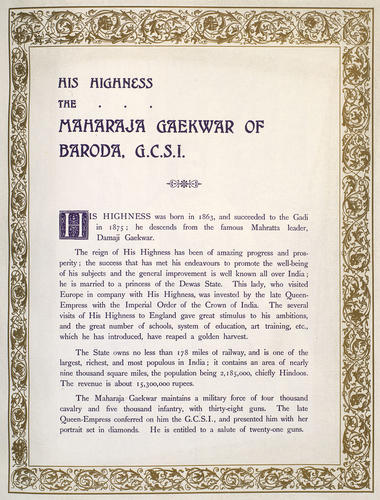 HIS HIGHNESS
THE . . .
MAHARAJA GAEKWAR OF
BARODA, G.C.S.I.
HIS HIGHNESS was born in 1863, and succeeded to the Gadi
in 1875; he descends from the famous Mahratta leader,
Damaji Gaekwar.
The reign of His Highness has been of amazing progress and pros-
perity; the success that has met his endeavours to promote the well-being
of his subjects and the general improvement is well known all over India;
he is married to a princess of the Dewas State. This lady, who visited
Europe in company with His Highness, was invested by the late Queen-
Empress with the Imperial Order of the Crown of India. The several
visits of His Highness to England gave great stimulus to his ambitions,
and the great number of schools, system of education, art training, etc.,
which he has introduced, have reaped a golden harvest.
The State owns no less than 178 miles of railway, and is one of the
largest, richest, and most populous in India; it contains an area of nearly
nine thousand square miles, the population being 2,185,000, chiefly Hindoos.
The revenue is about 15,300,000 rupees.
The Maharaja Gaekwar maintains a military force of four thousand
cavalry and five thousand infantry, with thirty-eight guns. The late
Queen-Empress conferred on him the G.C.S.I., and presented him with her
portrait set in diamonds. He is entitled to a salute of twenty-one guns.